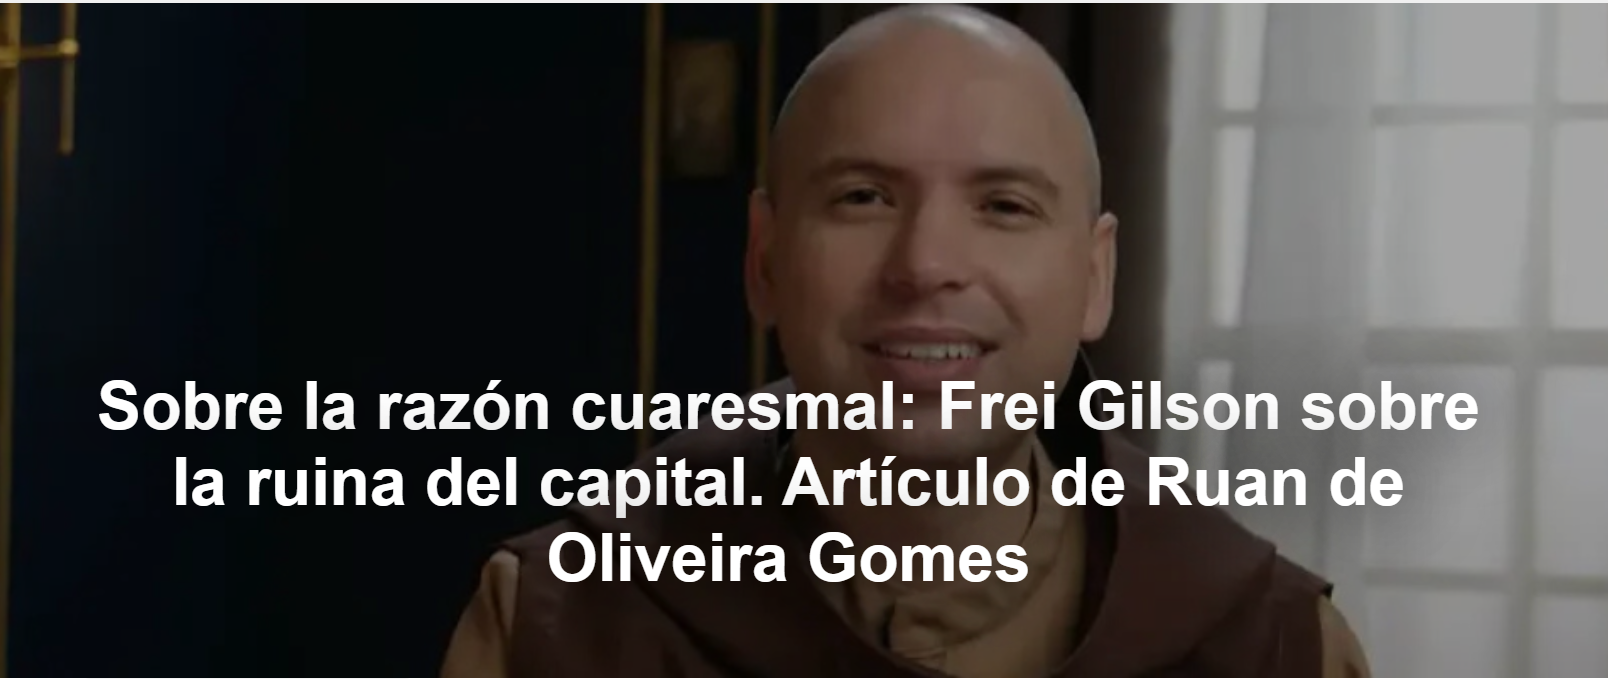 Sobre la razón cuaresmal: Frei Gilson sobre
la ruina del capital. Artículo de Ruan de
Oliveira Gomes